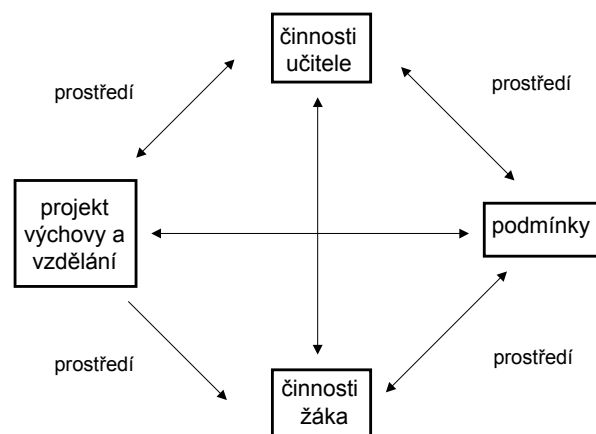 činnosti
učitele
prostředí
prostředí
projekt
výchovy a
vzdělání
podmínky
prostředí
prostředí
činnosti
žáka